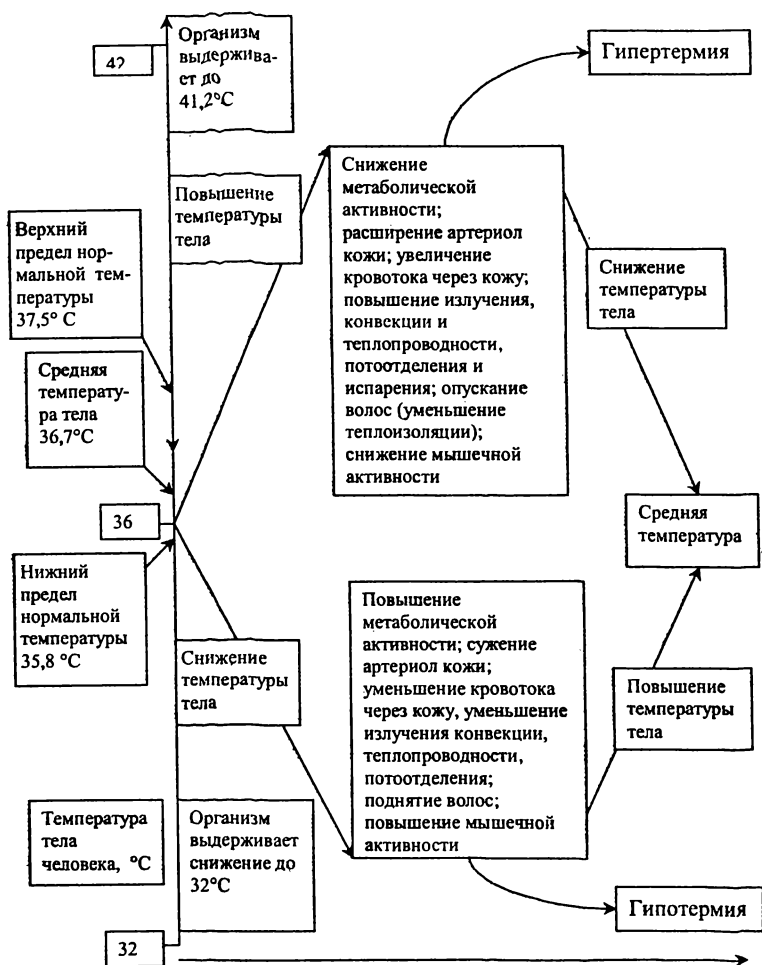 42
Организм
выдержива-
ет до
41,2°С
Гипертермия
Повышение
температуры
тела
Снижение
метаболической
активности;
расширение артериол
кожи; увеличение
кровотока через кожу;
повышение излучения,
конвекции и
теплопроводности,
потоотделения и
испарения; опускание
волос (уменьшение
теплоизоляции);
снижение мышечной
активности
Верхний
предел нор-
мальной тем-
пературы
37,5° С
Снижение
температуры
тела
Средняя
температу-
ра тела
36,7°С
36
Средняя
температура
Нижний
предел
нормальной
температуры
35,8 °С
Снижение
температуры
тела
Повышение
метаболической
активности; сужение
артериол кожи;
уменьшение кровотока
через кожу, уменьшение
излучения конвекции,
теплопроводности,
потоотделения;
поднятие волос;
повышение мышечной
активности
Повышение
температуры
тела
Температура
тела
человека, °С
Организм
выдерживает
снижение до
32°С
Гипотермия
32